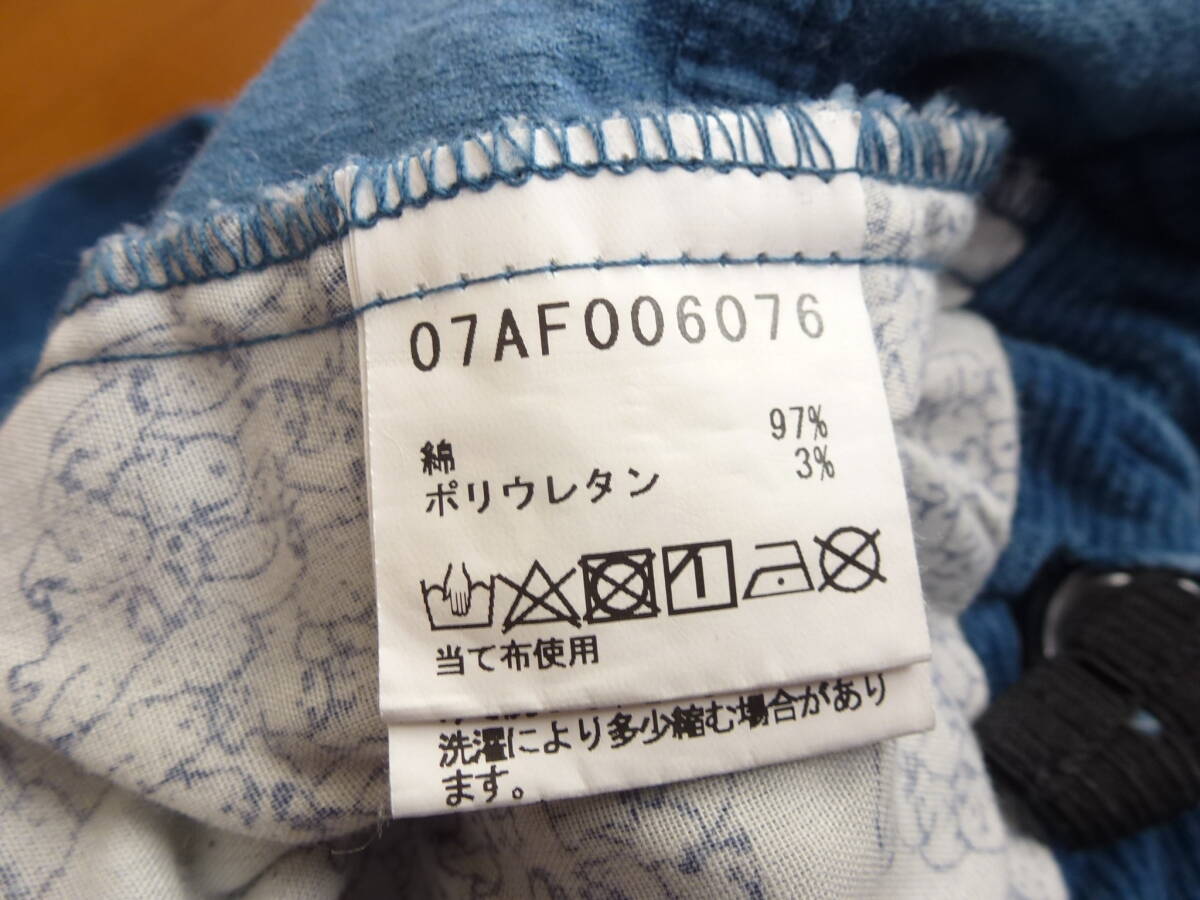 07AF006076
綿 97%
ポリウレタン 3%
当て布使用
洗濯により多少縮む場合があり
ます。